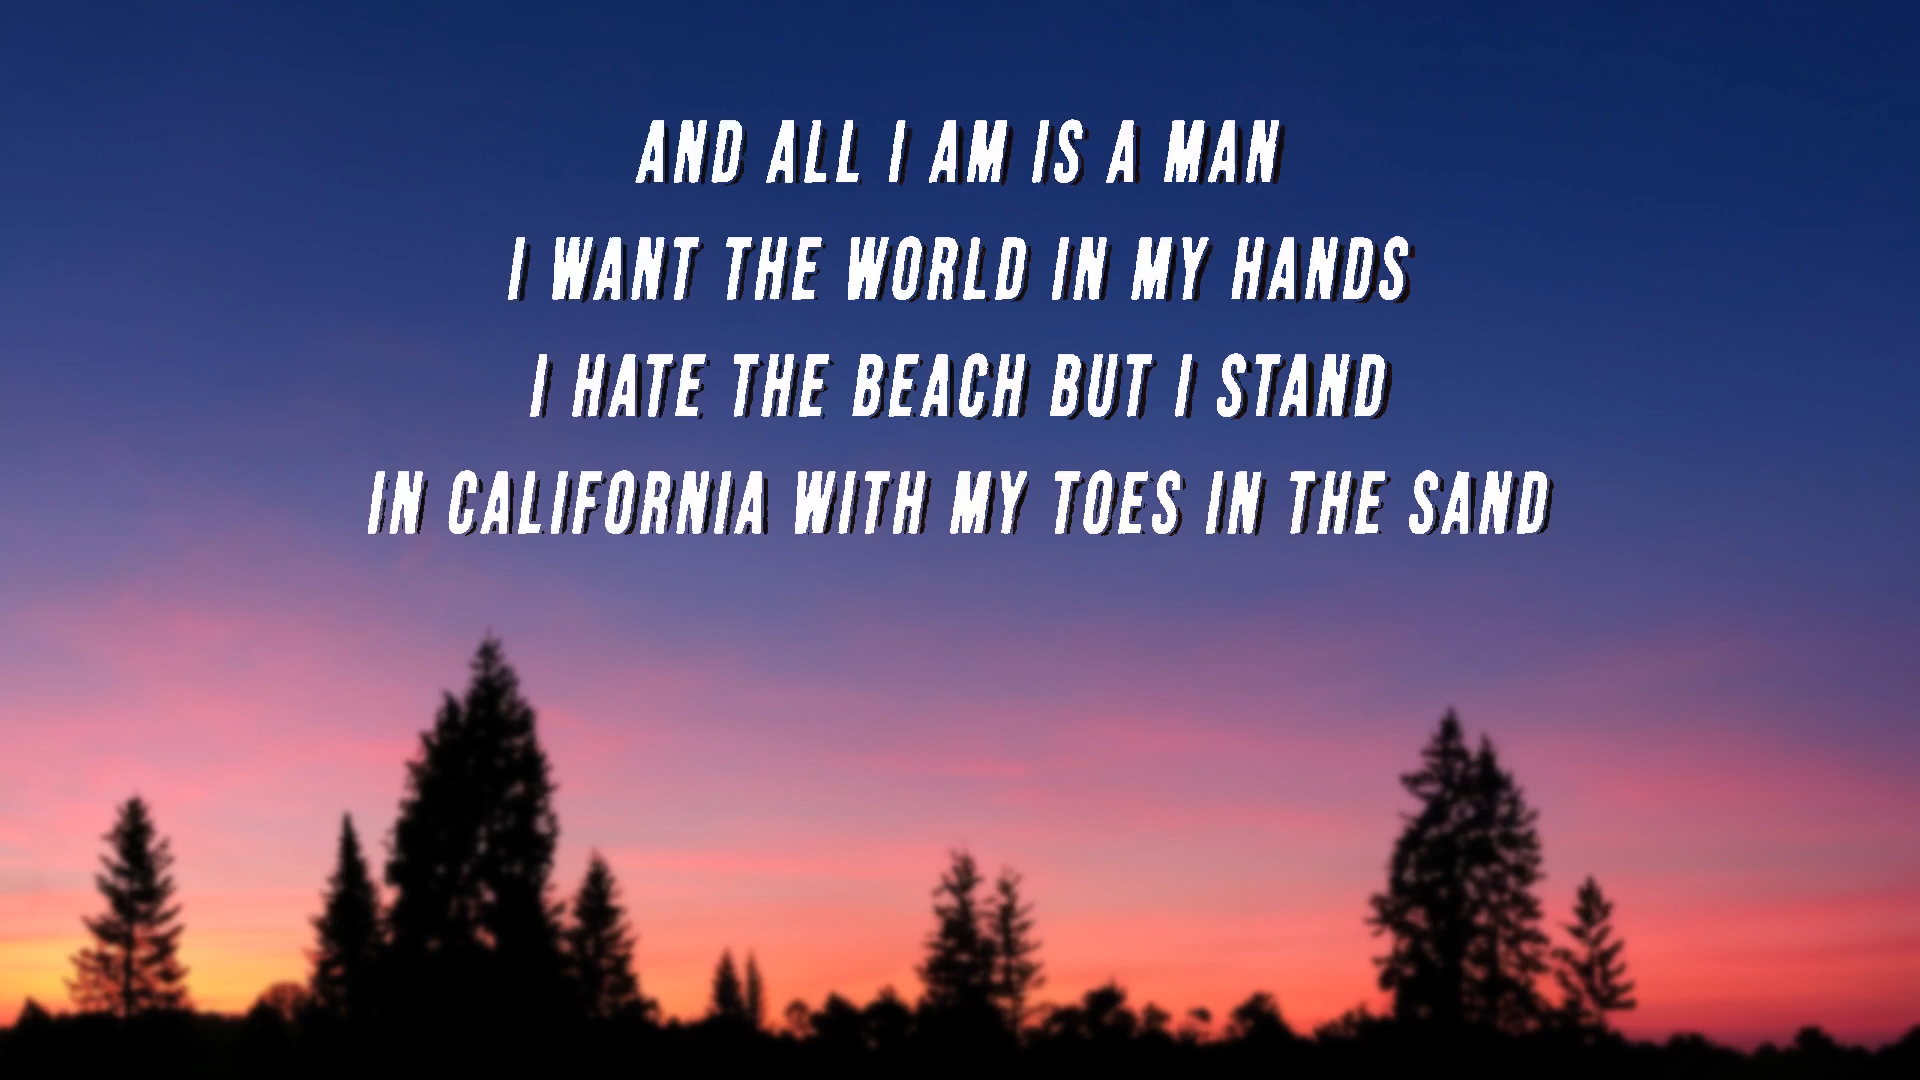 AND ALL I AM IS A MAN
I WANT THE WORLD IN MY HANDS
I HATE THE BEACH BUT I STAND
IN CALIFORNIA WITH MY TOES IN THE SAND